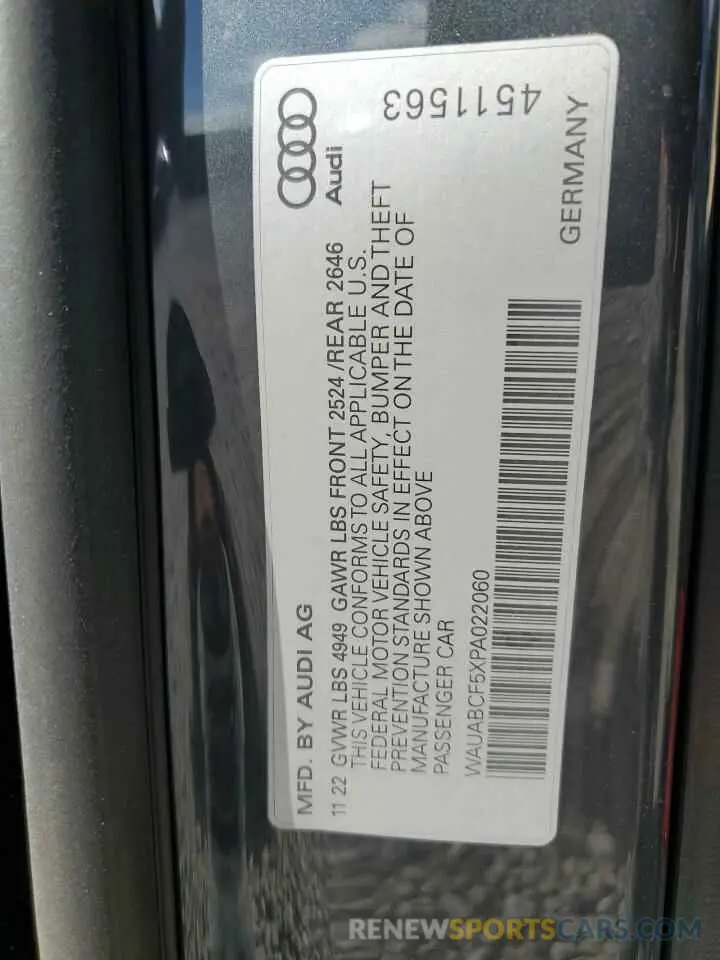 MFD. BY AUDI AG
11 22 GVWR LBS 4949 GAWR LBS FRONT 2524 /REAR 2646
THIS VEHICLE CONFORMS TO ALL APPLICABLE U.S.
FEDERAL MOTOR VEHICLE SAFETY, BUMPER AND THEFT
PREVENTION STANDARDS IN EFFECT ON THE DATE OF
MANUFACTURE SHOWN ABOVE
PASSENGER CAR
WAUABCF5XPA022060
Audi
4511563
GERMANY
RENEWSPORTSCARS.COM